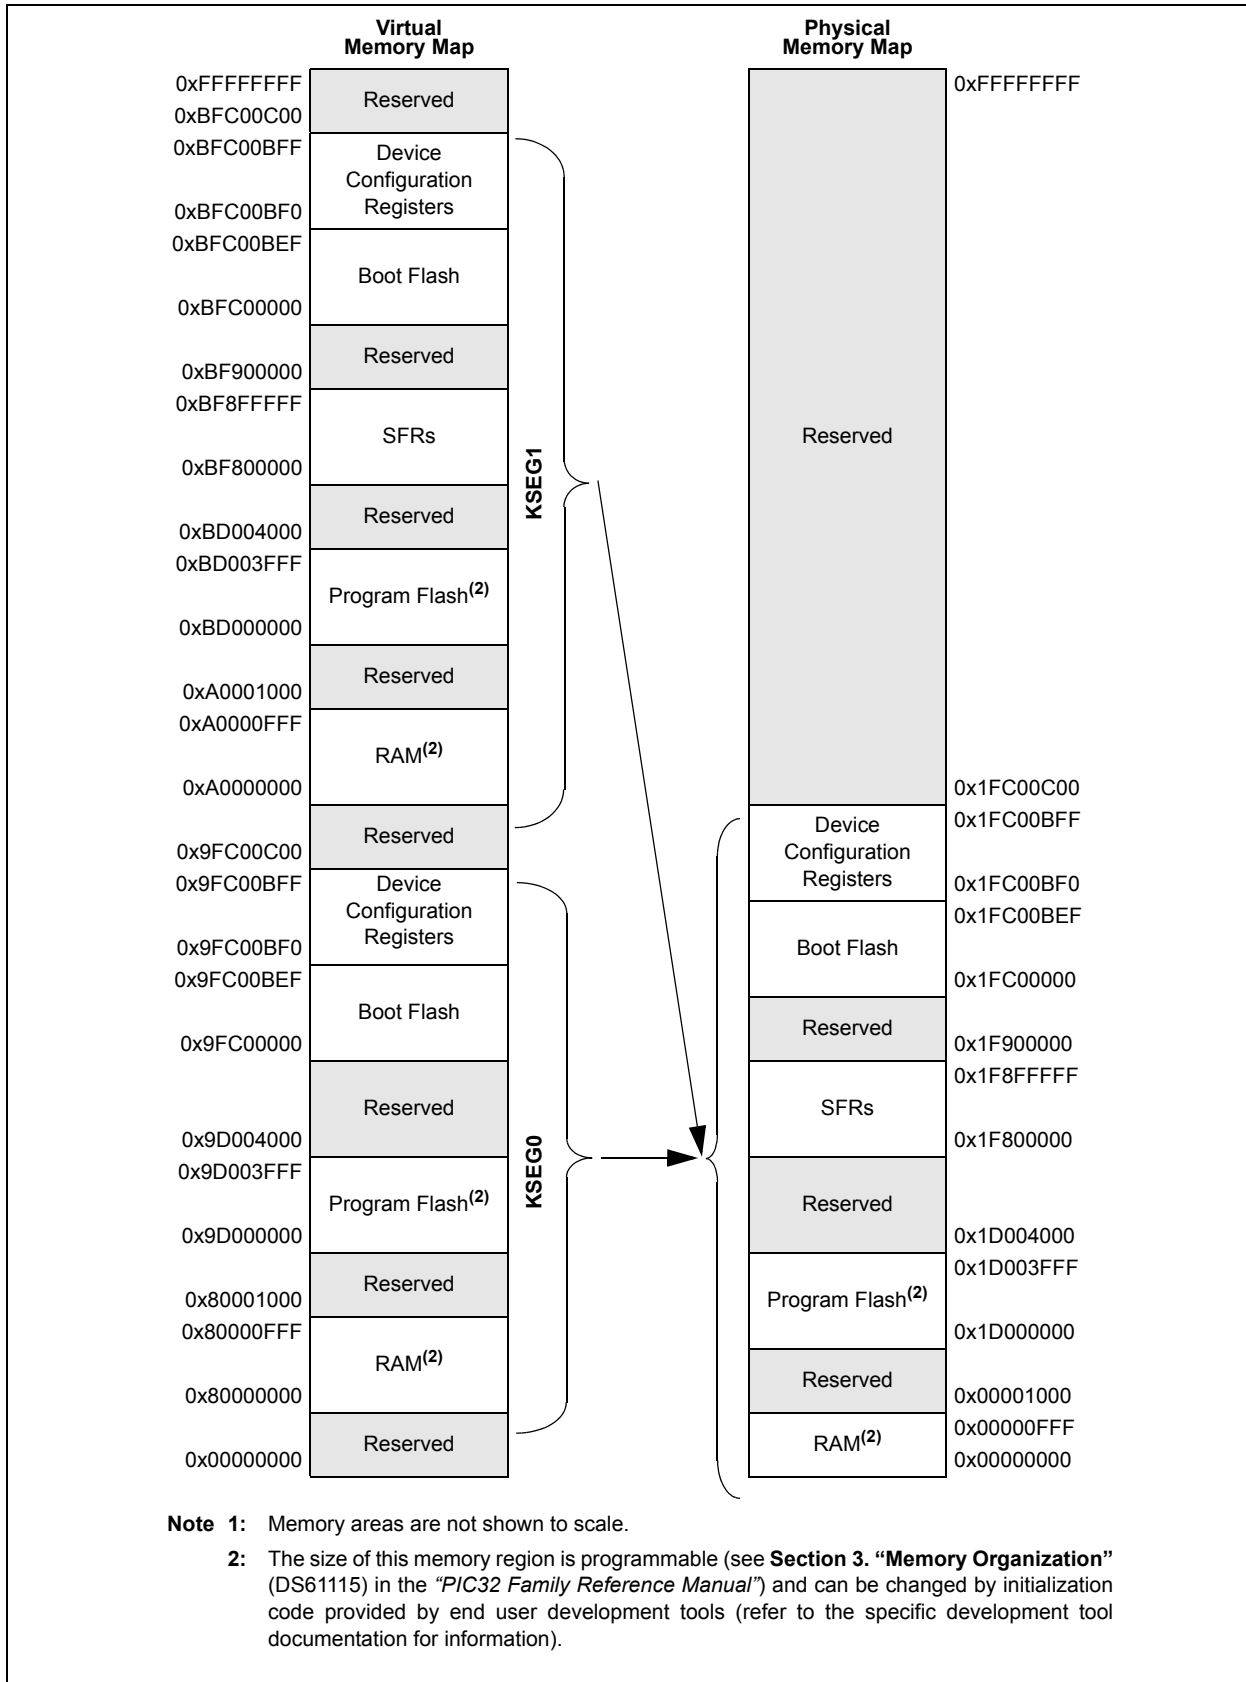 Virtual
Memory Map
0xFFFFFFFF
Reserved
0xBFC00C00
0xBFC00BFF
Device
Configuration
Registers
0xBFC00BF0
0xBFC00BEF
Boot Flash
0xBFC00000
Reserved
0xBF900000
0xBF8FFFFF
SFRs
0xBF800000
Reserved
0xBD004000
0xBD003FFF
Program Flash(2)
0xBD000000
Reserved
0xA0001000
0xA0000FFF
RAM(2)
0xA0000000
Reserved
0x9FC00C00
0x9FC00BFF
Device
Configuration
Registers
0x9FC00BF0
0x9FC00BEF
Boot Flash
0x9FC00000
Reserved
0x9D004000
0x9D003FFF
Program Flash(2)
0x9D000000
Reserved
0x80001000
0x80000FFF
RAM(2)
0x80000000
Reserved
0x00000000
KSEG1
KSEG0
Physical
Memory Map
0xFFFFFFFF
Reserved
0x1FC00C00
0x1FC00BFF
Device
Configuration
Registers
0x1FC00BF0
0x1FC00BEF
Boot Flash
0x1FC00000
Reserved
0x1F900000
0x1F8FFFFF
SFRs
0x1F800000
Reserved
0x1D004000
0x1D003FFF
Program Flash(2)
0x1D000000
Reserved
0x00001000
0x00000FFF
RAM(2)
0x00000000
Note 1: Memory areas are not shown to scale.
2: The size of this memory region is programmable (see Section 3. “Memory Organization”
(DS61115) in the “PIC32 Family Reference Manual”) and can be changed by initialization
code provided by end user development tools (refer to the specific development tool
documentation for information).